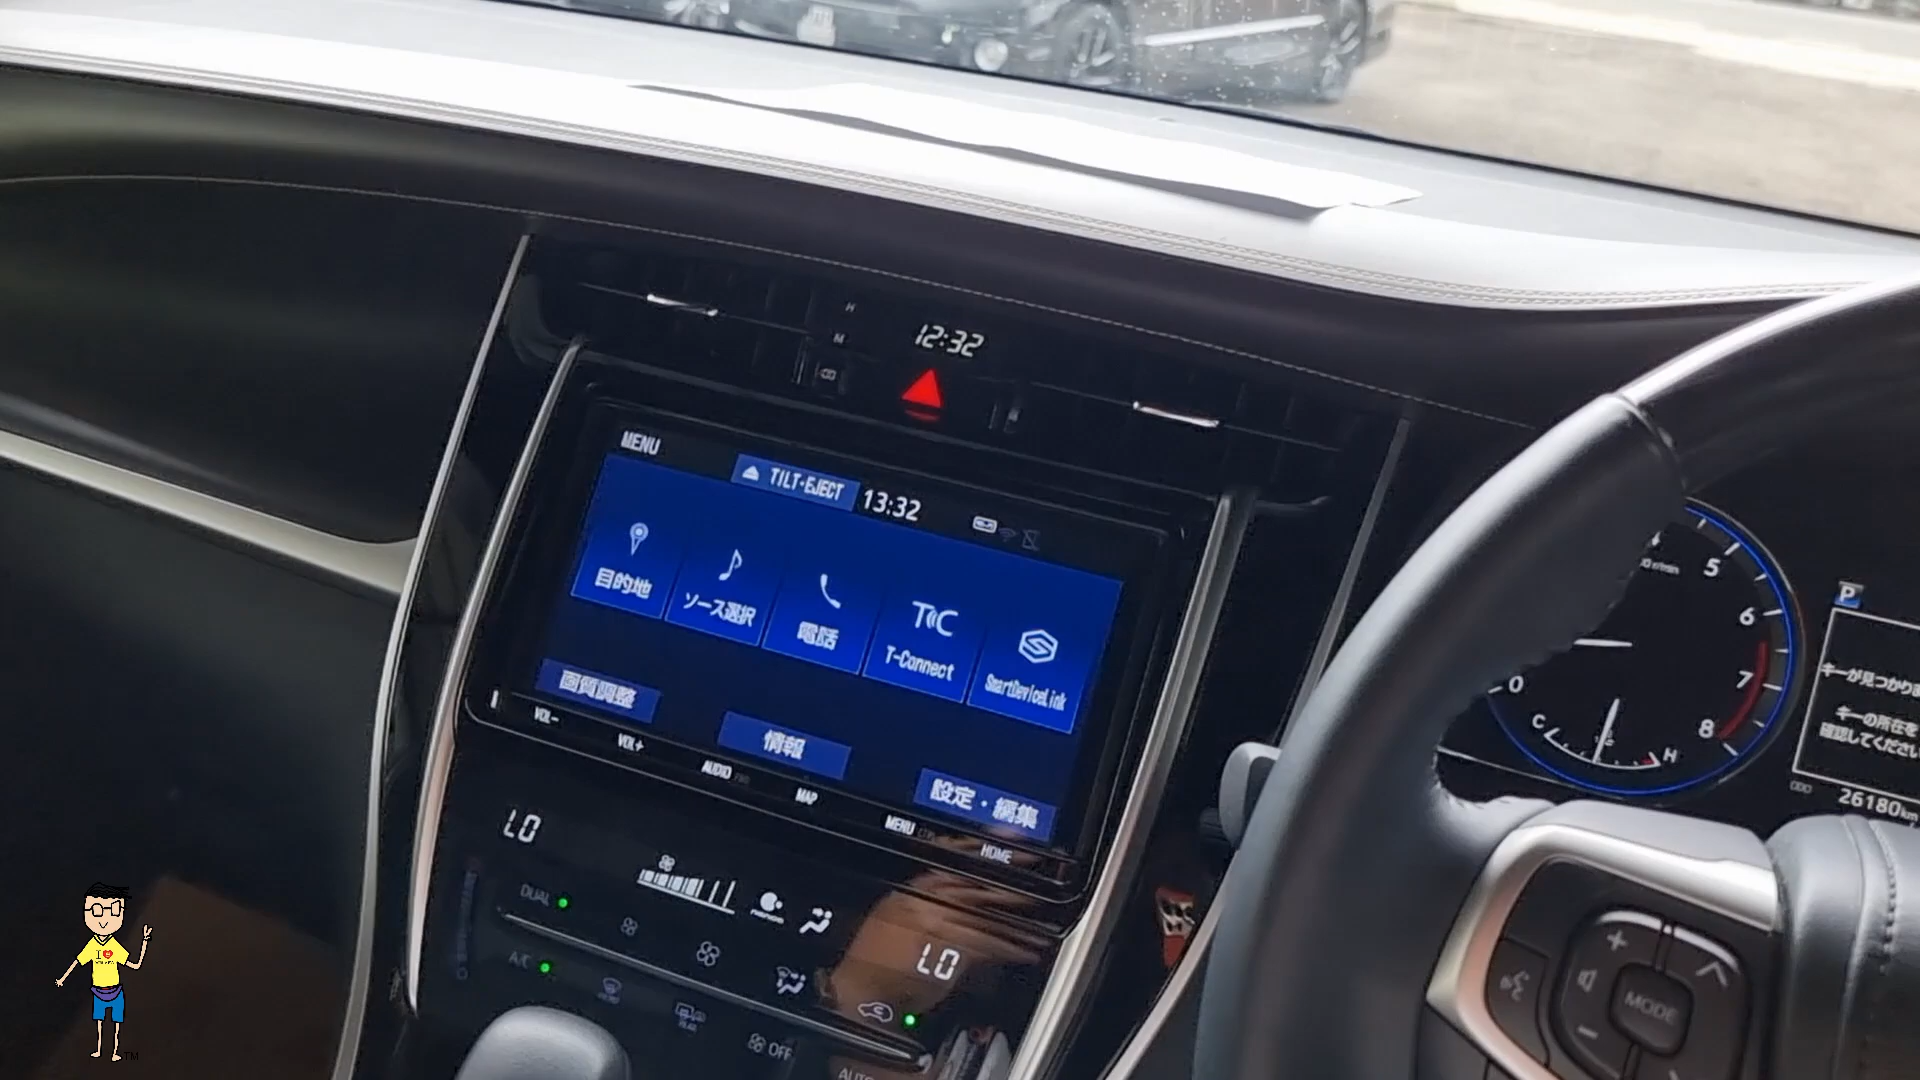 H
12:32
M
MENU
TILT・EJECT
13:32
目的地
ソース選択
電話
T-Connect
SmartDeviceLink
画質調整
情報
設定・編集
VOL-
VOL+
AUDIO
MAP
MENU
HOME
LO
DUAL
LO
A/C
OFF
5
6
7
8
0
C
H
P
キーが見つかり
キーの所在を
確認してください
ODO
26180km
+
MODE
-
I
TM